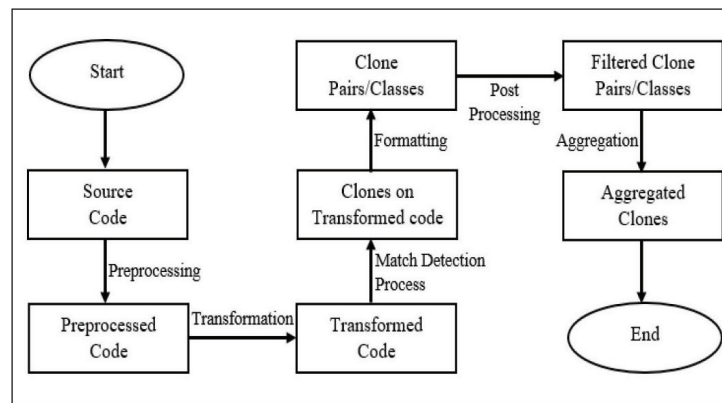 Start
Source
Code
Preprocessing
Preprocessed
Code
Transformation
Transformed
Code
Match Detection
Process
Clones on
Transformed code
Formatting
Clone
Pairs/Classes
Post
Processing
Filtered Clone
Pairs/Classes
Aggregation
Aggregated
Clones
End